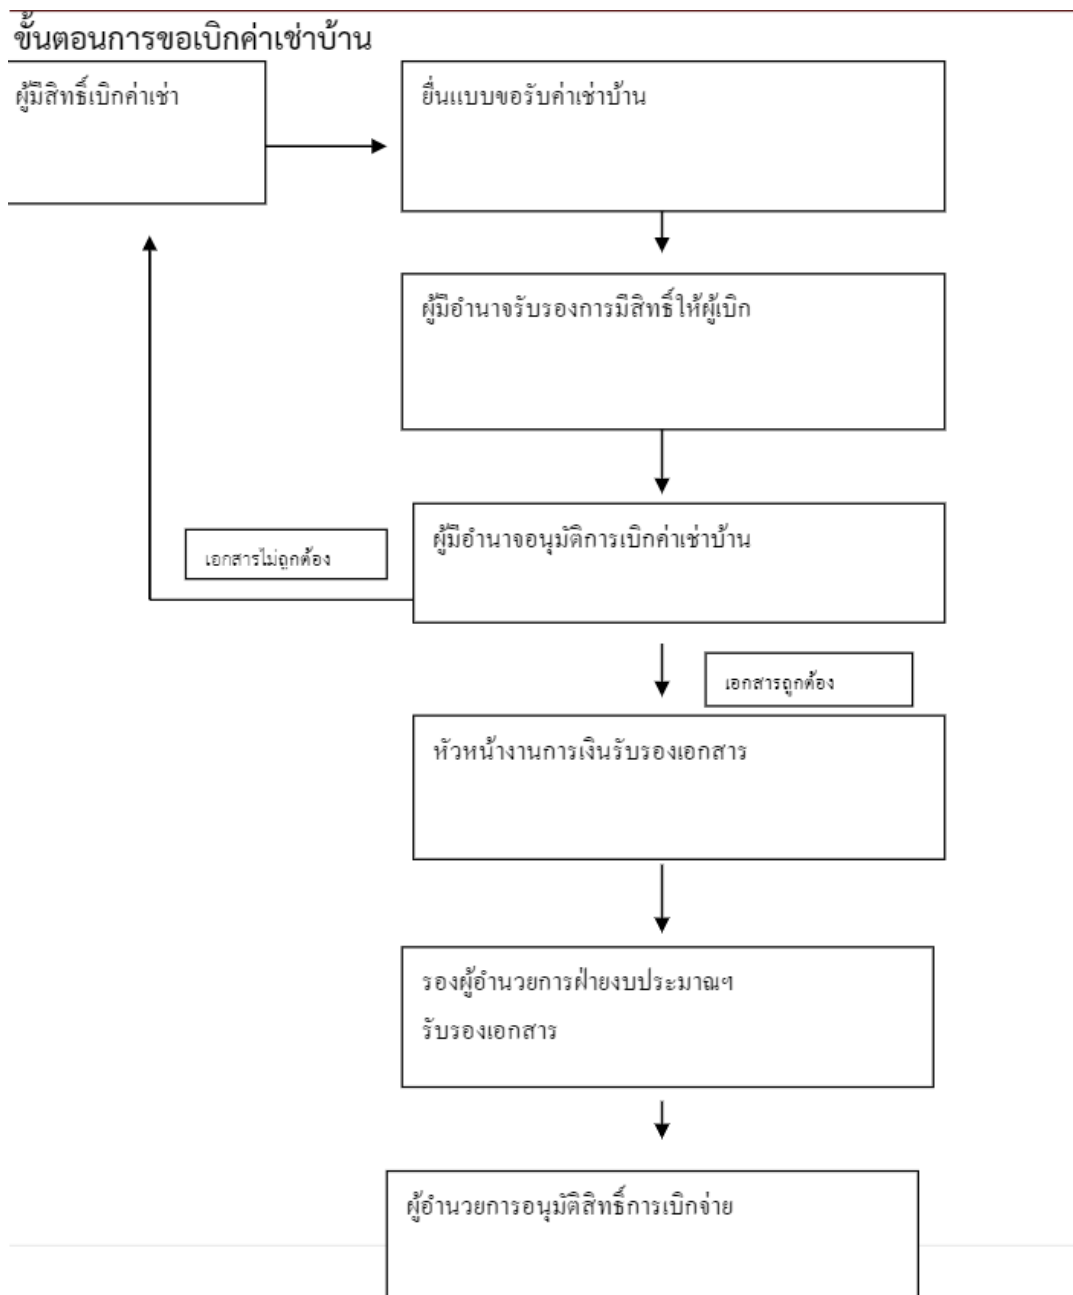 ขั้นตอนการขอเบิกค่าเช่าบ้าน
ผู้มีสิทธิ์เบิกค่าเช่า
ยื่นแบบขอรับค่าเช่าบ้าน
ผู้มีอำนาจรับรองการมีสิทธิ์ให้ผู้เบิก
ผู้มีอำนาจอนุมัติการเบิกค่าเช่าบ้าน
เอกสารไม่ถูกต้อง
เอกสารถูกต้อง
หัวหน้างานการเงินรับรองเอกสาร
รองผู้อำนวยการฝ่ายงบประมาณฯ
รับรองเอกสาร
ผู้อำนวยการอนุมัติสิทธิ์การเบิกจ่าย